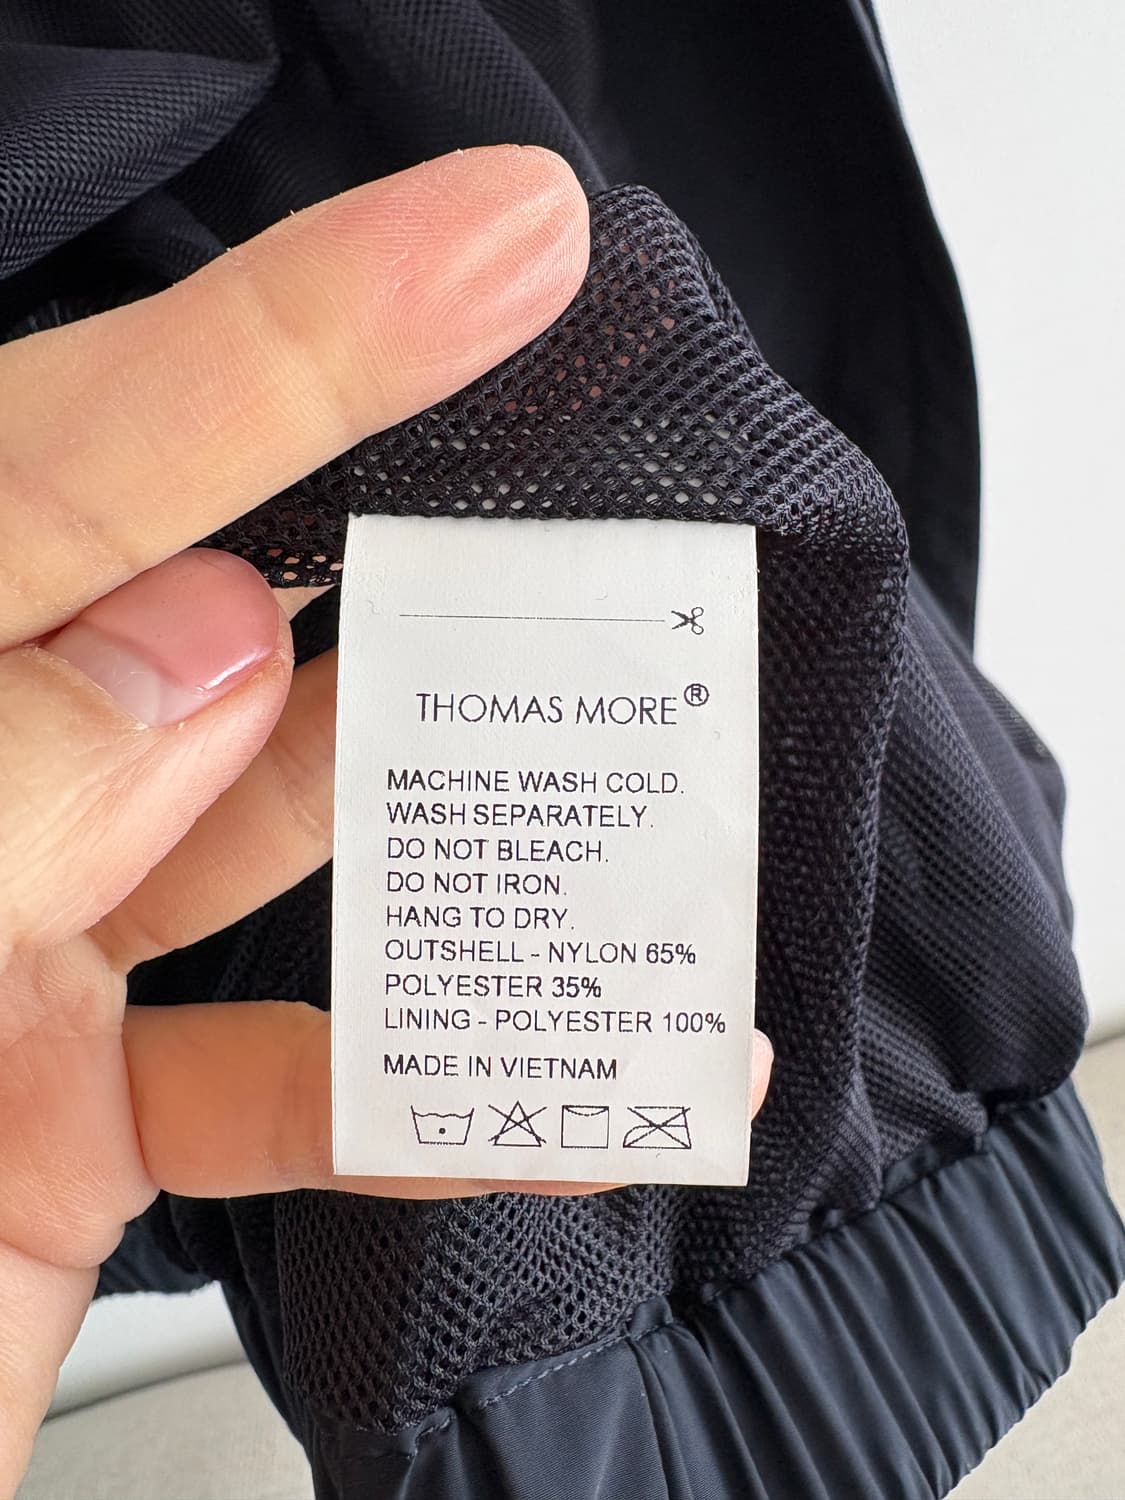 THOMAS MORE®
MACHINE WASH COLD.
WASH SEPARATELY.
DO NOT BLEACH.
DO NOT IRON.
HANG TO DRY.
OUTSHELL - NYLON 65%
POLYESTER 35%
LINING - POLYESTER 100%
MADE IN VIETNAM